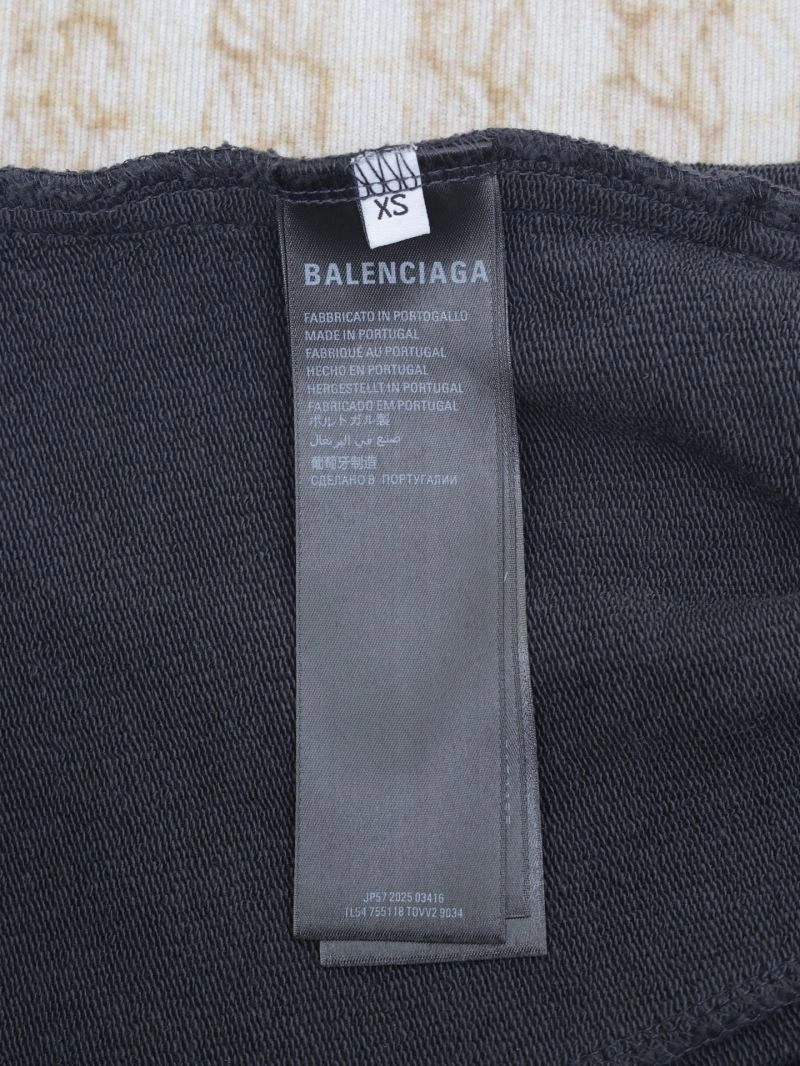 XS
BALENCIAGA
FABBRICATO IN PORTOGALLO
MADE IN PORTUGAL
FABRIQUÉ AU PORTUGAL
HECHO EN PORTUGAL
HERGESTELLT IN PORTUGAL
FABRICADO EM PORTUGAL
ポルトガル製
صنع في البرتغال
葡萄牙制造
СДЕЛАНО В ПОРТУГАЛИИ
JP57 2025 03416
TL54 755118 TOVV2 9034